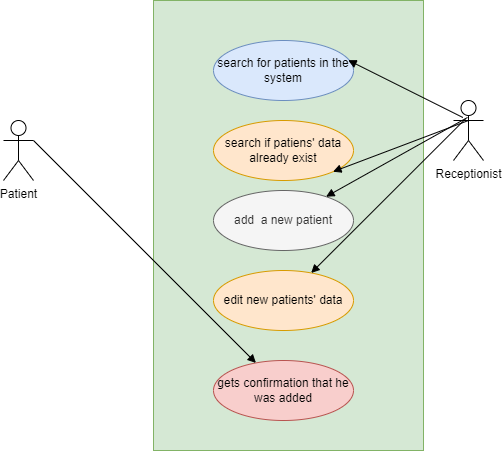 search for patients in the
system
search if patiens' data
already exist
Patient
Receptionist
add  a new patient
edit new patients' data
gets confirmation that he
was added